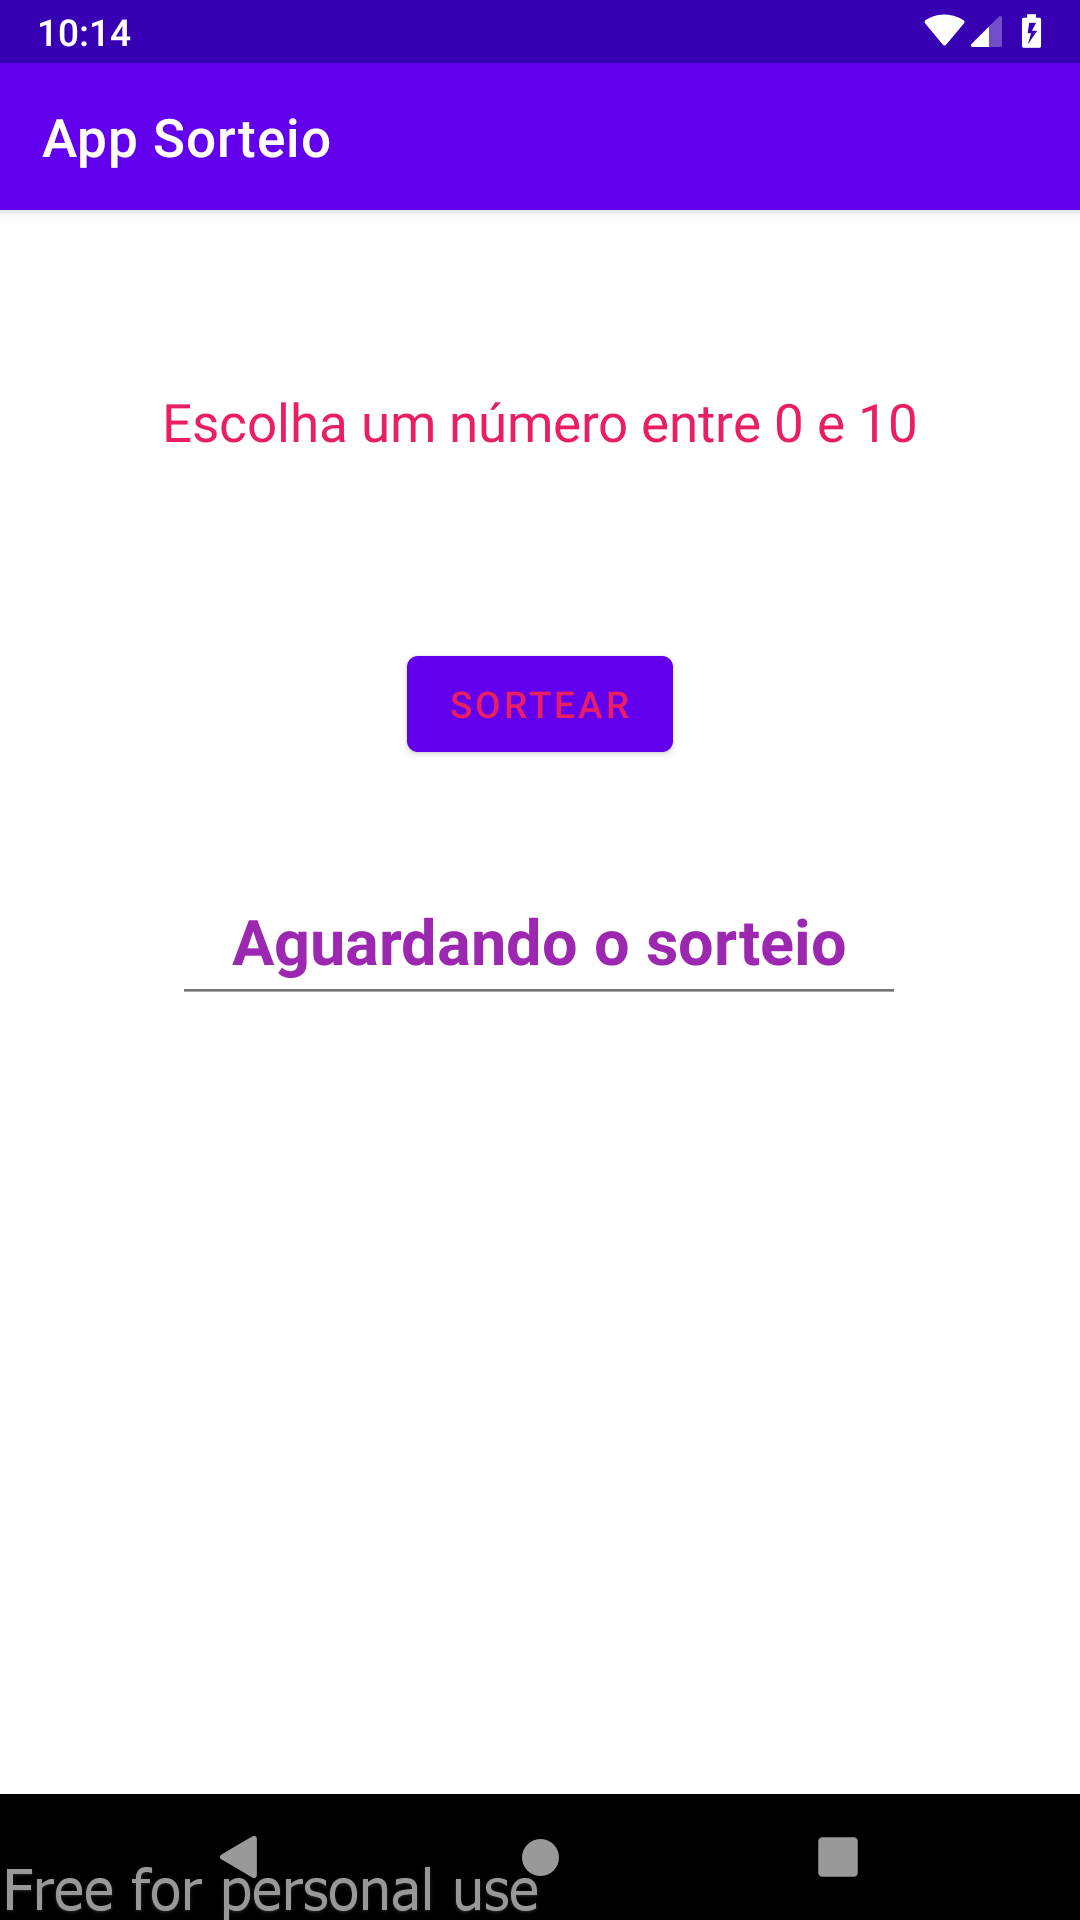 10:14
App Sorteio
Escolha um número entre 0 e 10
SORTEAR
Aguardando o sorteio
Free for personal use